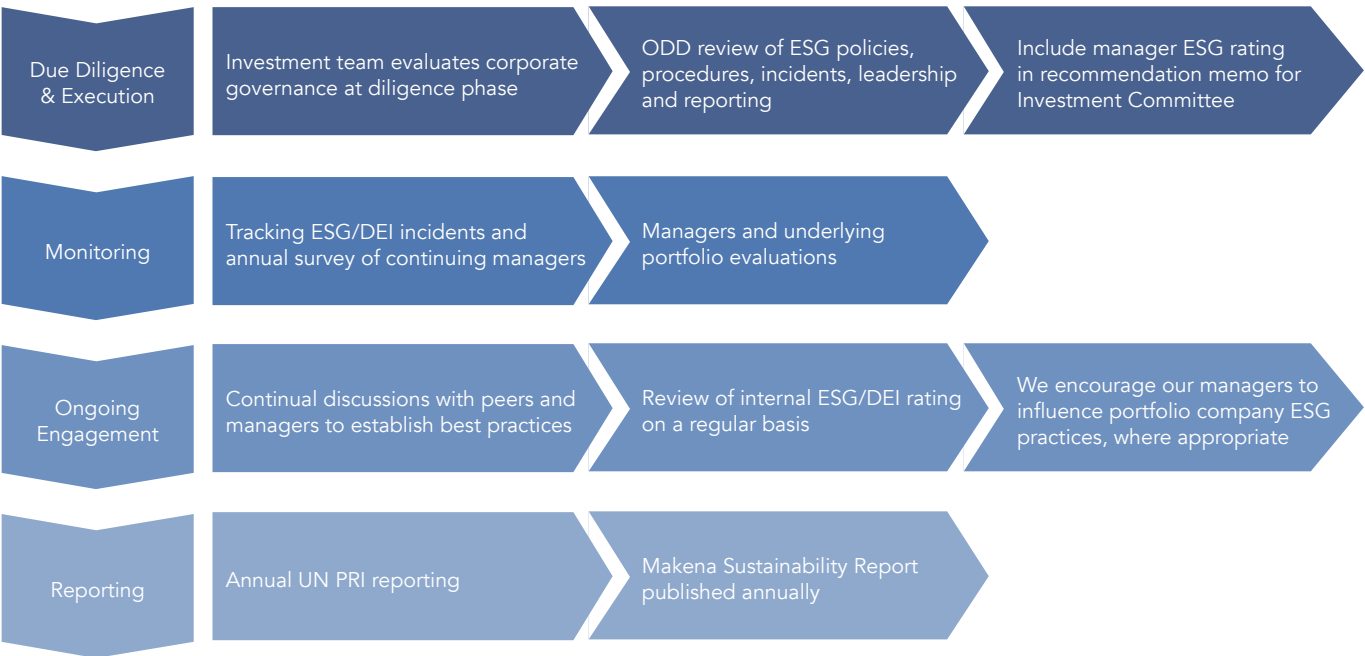 Due Diligence
& Execution
Investment team evaluates corporate
governance at diligence phase
ODD review of ESG policies,
procedures, incidents, leadership
and reporting
Include manager ESG rating
in recommendation memo for
Investment Committee
Monitoring
Tracking ESG/DEI incidents and
annual survey of continuing managers
Managers and underlying
portfolio evaluations
Ongoing
Engagement
Continual discussions with peers and
managers to establish best practices
Review of internal ESG/DEI rating
on a regular basis
We encourage our managers to
influence portfolio company ESG
practices, where appropriate
Reporting
Annual UN PRI reporting
Makena Sustainability Report
published annually